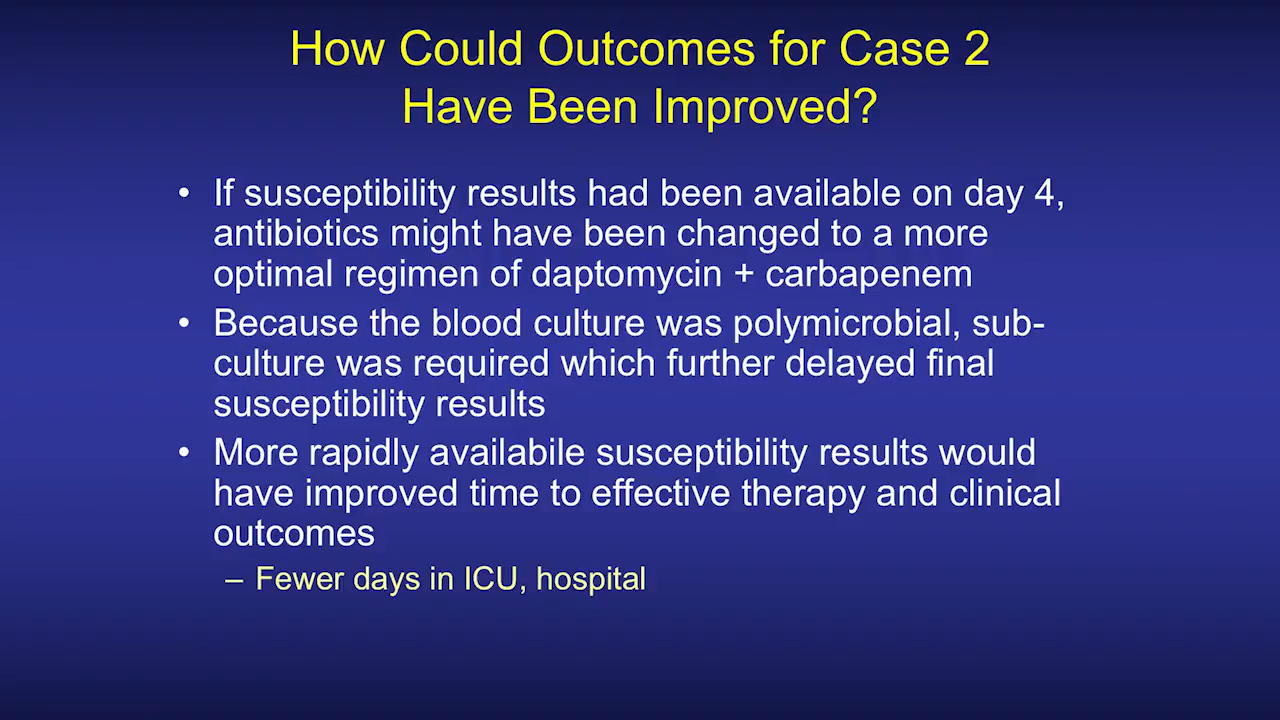 How Could Outcomes for Case 2
Have Been Improved?
• If susceptibility results had been available on day 4,
antibiotics might have been changed to a more
optimal regimen of daptomycin + carbapenem
• Because the blood culture was polymicrobial, sub-
culture was required which further delayed final
susceptibility results
• More rapidly availabile susceptibility results would
have improved time to effective therapy and clinical
outcomes
– Fewer days in ICU, hospital